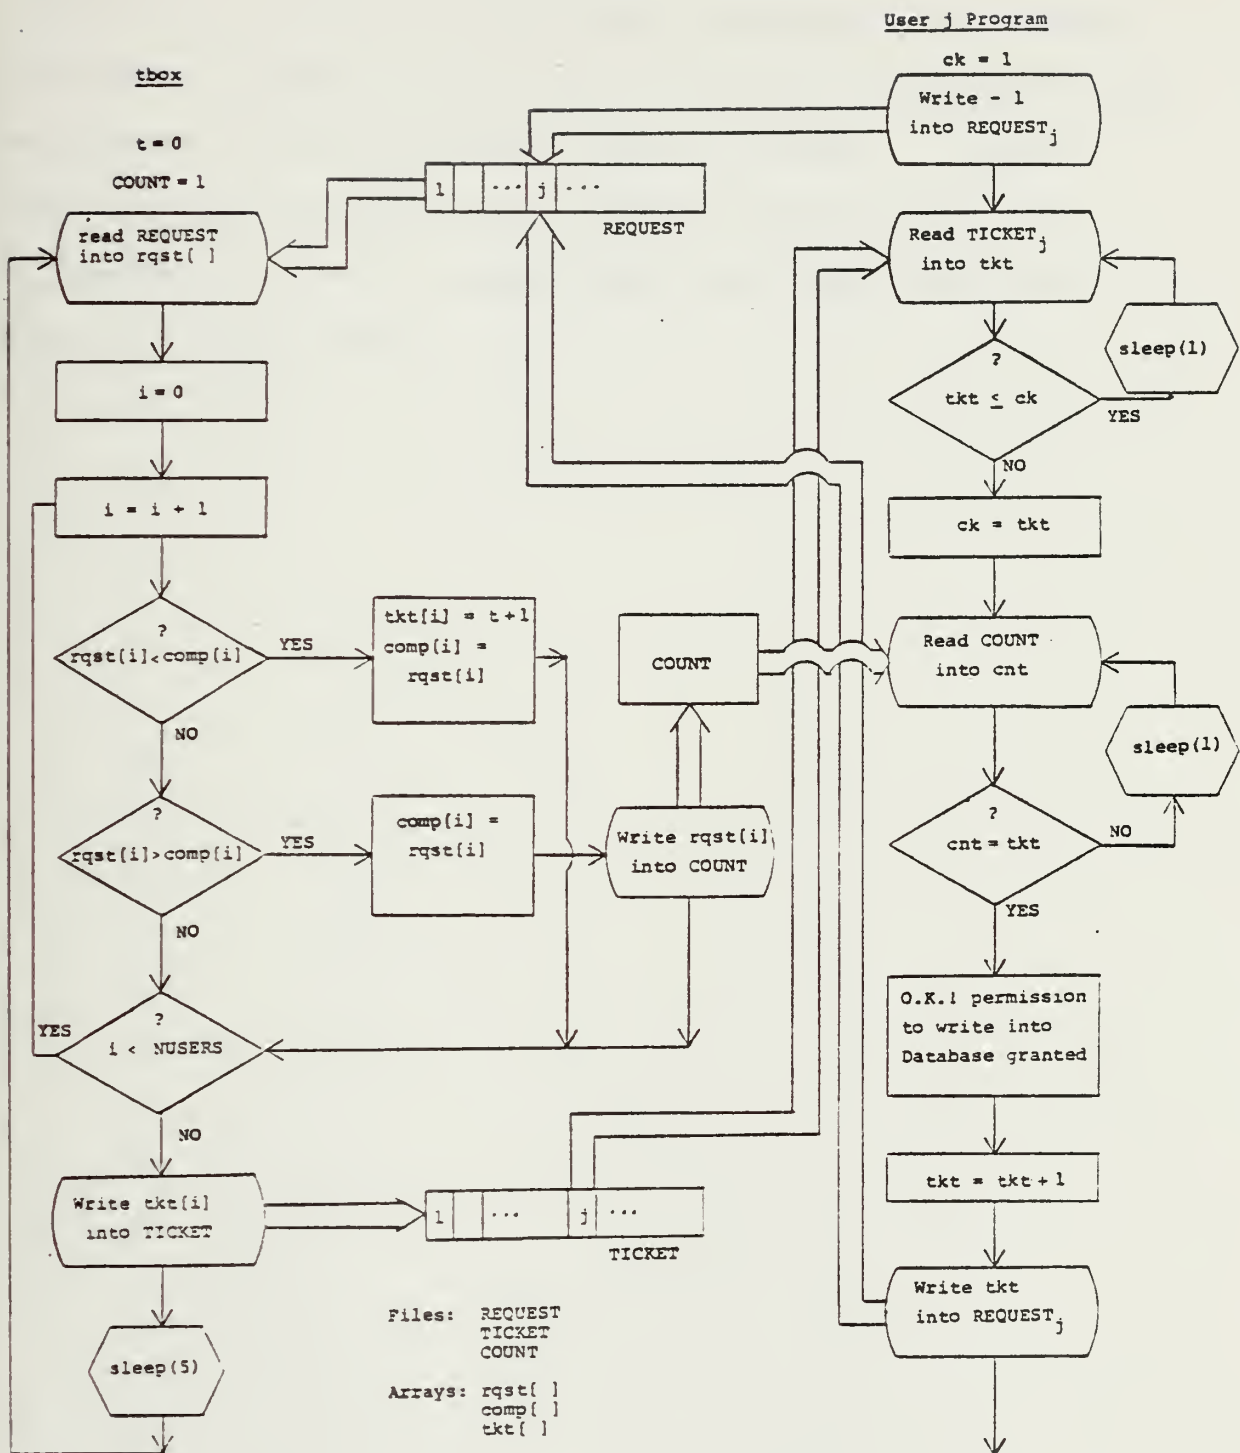 User j Program
ck = 1
Write - 1
into REQUESTj
Read TICKETj
into tkt
sleep(1)
?
tkt ≤ ck
YES
NO
ck = tkt
Read COUNT
into cnt
sleep(1)
?
cnt = tkt
NO
YES
O.K.! permission
to write into
Database granted
tkt = tkt + 1
Write tkt
into REQUESTj
tbox
t = 0
COUNT = 1
read REQUEST
into rqst[ ]
i = 0
i = i + 1
?
rqst[i]<comp[i]
YES
NO
tkt[i] = t+1
comp[i] =
rqst[i]
?
rqst[i]>comp[i]
YES
NO
comp[i] =
rqst[i]
Write rqst[i]
into COUNT
COUNT
?
i < NUSERS
YES
NO
Write tkt[i]
into TICKET
sleep(5)
1 ··· j ···
REQUEST
1 ··· j ···
TICKET
Files: REQUEST
TICKET
COUNT
Arrays: rqst[ ]
comp[ ]
tkt[ ]